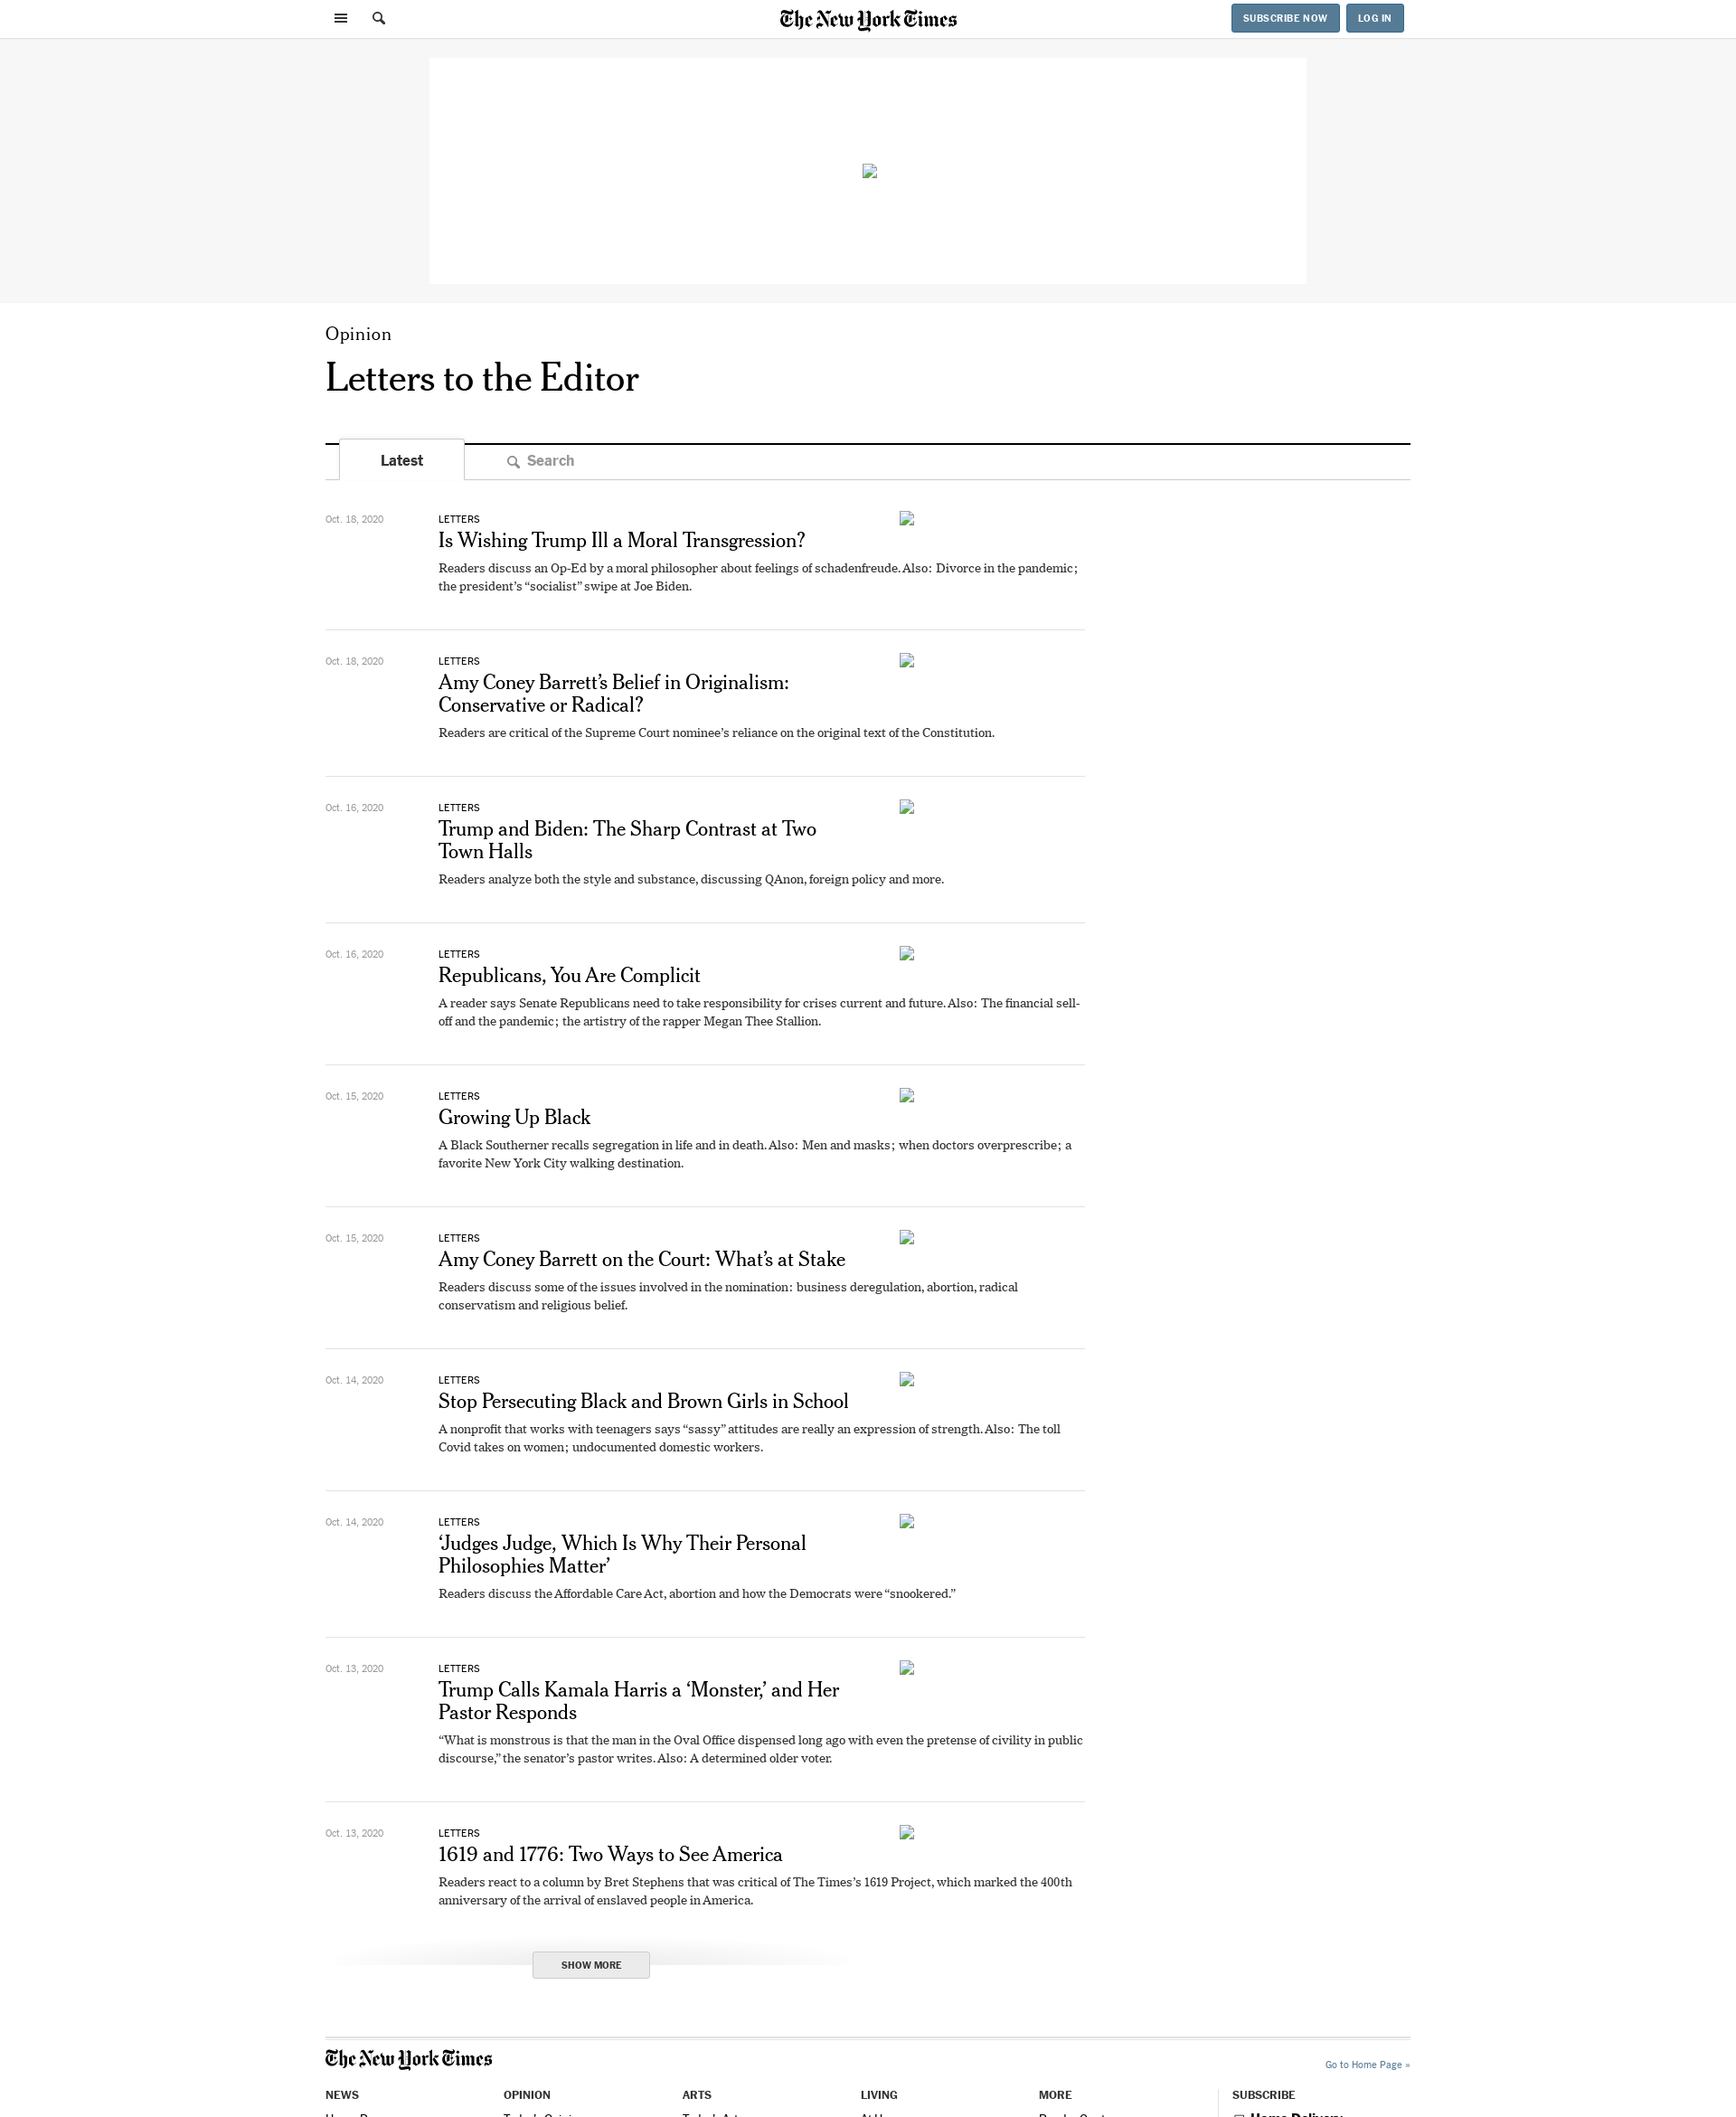 The New York Times
SUBSCRIBE NOW
LOG IN
Opinion
Letters to the Editor
Latest
Search
Oct. 18, 2020
LETTERS
Is Wishing Trump Ill a Moral Transgression?
Readers discuss an Op-Ed by a moral philosopher about feelings of schadenfreude. Also: Divorce in the pandemic;
the president’s “socialist” swipe at Joe Biden.
Oct. 18, 2020
LETTERS
Amy Coney Barrett’s Belief in Originalism:
Conservative or Radical?
Readers are critical of the Supreme Court nominee’s reliance on the original text of the Constitution.
Oct. 16, 2020
LETTERS
Trump and Biden: The Sharp Contrast at Two
Town Halls
Readers analyze both the style and substance, discussing QAnon, foreign policy and more.
Oct. 16, 2020
LETTERS
Republicans, You Are Complicit
A reader says Senate Republicans need to take responsibility for crises current and future. Also: The financial sell-
off and the pandemic; the artistry of the rapper Megan Thee Stallion.
Oct. 15, 2020
LETTERS
Growing Up Black
A Black Southerner recalls segregation in life and in death. Also: Men and masks; when doctors overprescribe; a
favorite New York City walking destination.
Oct. 15, 2020
LETTERS
Amy Coney Barrett on the Court: What’s at Stake
Readers discuss some of the issues involved in the nomination: business deregulation, abortion, radical
conservatism and religious belief.
Oct. 14, 2020
LETTERS
Stop Persecuting Black and Brown Girls in School
A nonprofit that works with teenagers says “sassy” attitudes are really an expression of strength. Also: The toll
Covid takes on women; undocumented domestic workers.
Oct. 14, 2020
LETTERS
‘Judges Judge, Which Is Why Their Personal
Philosophies Matter’
Readers discuss the Affordable Care Act, abortion and how the Democrats were “snookered.”
Oct. 13, 2020
LETTERS
Trump Calls Kamala Harris a ‘Monster,’ and Her
Pastor Responds
“What is monstrous is that the man in the Oval Office dispensed long ago with even the pretense of civility in public
discourse,” the senator’s pastor writes. Also: A determined older voter.
Oct. 13, 2020
LETTERS
1619 and 1776: Two Ways to See America
Readers react to a column by Bret Stephens that was critical of The Times’s 1619 Project, which marked the 400th
anniversary of the arrival of enslaved people in America.
SHOW MORE
The New York Times
Go to Home Page »
NEWS
OPINION
ARTS
LIVING
MORE
SUBSCRIBE
Home Delivery